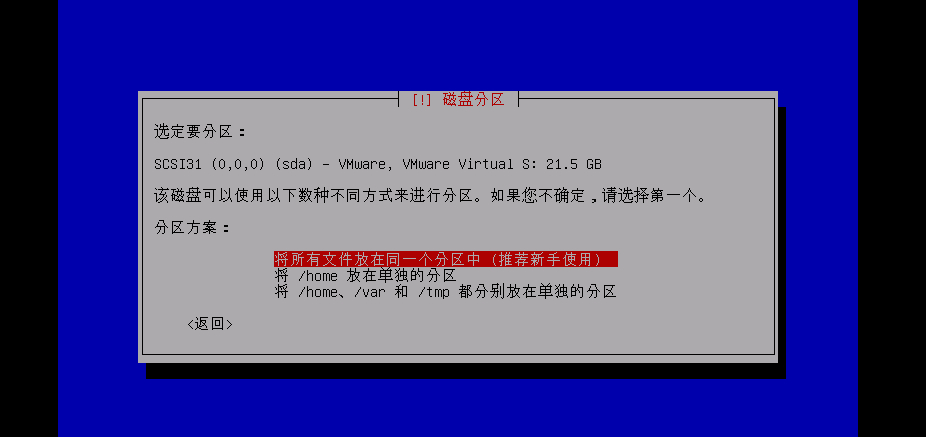 [!] 磁盘分区
选定要分区：
SCSI31 (0,0,0) (sda) - VMware, VMware Virtual S: 21.5 GB
该磁盘可以使用以下数种不同方式来进行分区。如果您不确定，请选择第一个。
分区方案：
将所有文件放在同一个分区中 (推荐新手使用)
将 /home 放在单独的分区
将 /home、/var 和 /tmp 都分别放在单独的分区
<返回>